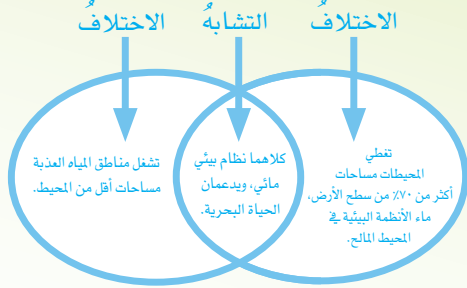 الاختلافُ
التشابهُ
الاختلافُ
تغطي
المحيطات مساحات
أكثر من ٧٠٪ من سطح الأرض،
ماء الأنظمة البيئية في
المحيط المالح.
كلاهما نظام بيئي
مائي، ويدعمان
الحياة البحرية.
تشغل مناطق المياه العذبة
مساحات أقل من المحيط.